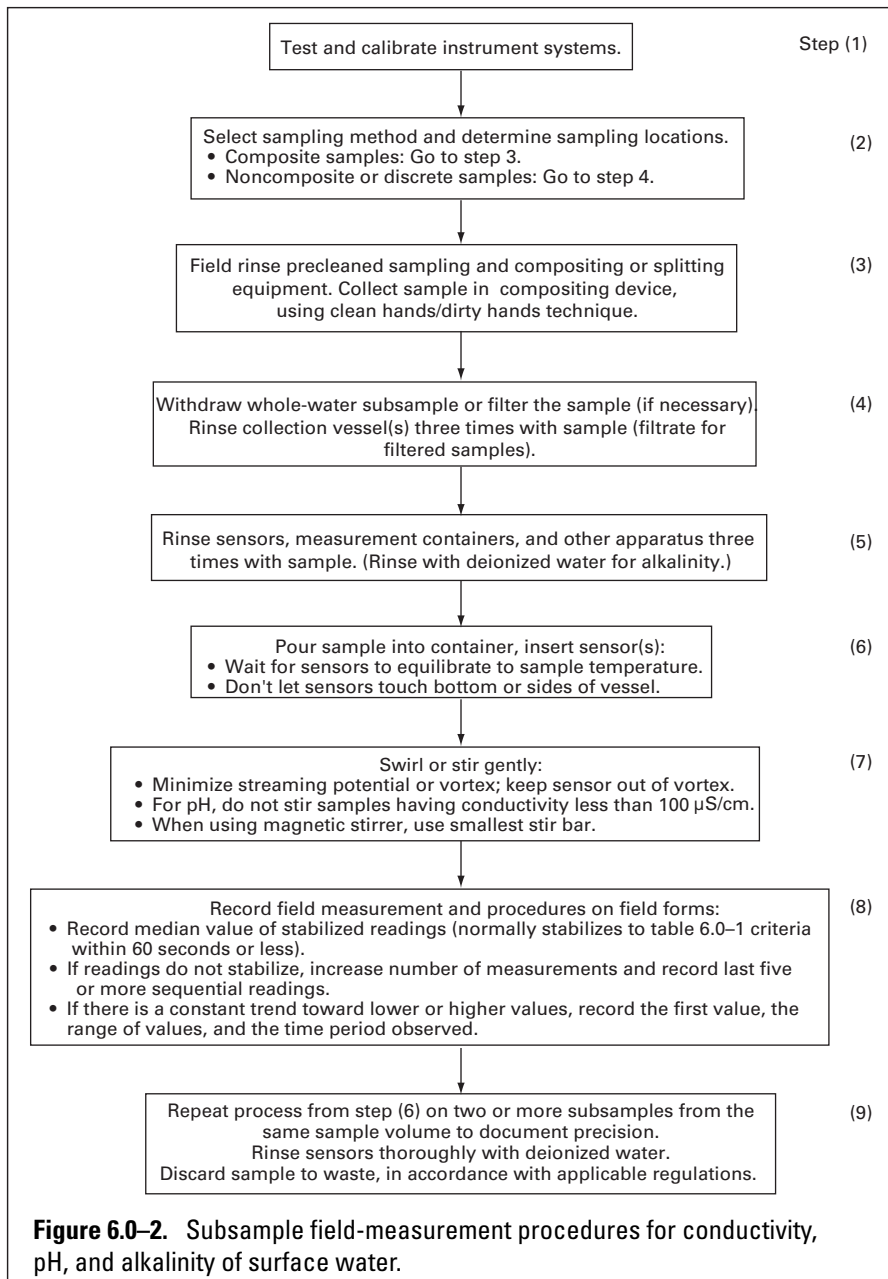 Test and calibrate instrument systems.
Step (1)
Select sampling method and determine sampling locations.
• Composite samples: Go to step 3.
• Noncomposite or discrete samples: Go to step 4.
(2)
Field rinse precleaned sampling and compositing or splitting
equipment. Collect sample in compositing device,
using clean hands/dirty hands technique.
(3)
Withdraw whole-water subsample or filter the sample (if necessary).
Rinse collection vessel(s) three times with sample (filtrate for
filtered samples).
(4)
Rinse sensors, measurement containers, and other apparatus three
times with sample. (Rinse with deionized water for alkalinity.)
(5)
Pour sample into container, insert sensor(s):
• Wait for sensors to equilibrate to sample temperature.
• Don't let sensors touch bottom or sides of vessel.
(6)
Swirl or stir gently:
• Minimize streaming potential or vortex; keep sensor out of vortex.
• For pH, do not stir samples having conductivity less than 100 µS/cm.
• When using magnetic stirrer, use smallest stir bar.
(7)
Record field measurement and procedures on field forms:
• Record median value of stabilized readings (normally stabilizes to table 6.0–1 criteria
within 60 seconds or less).
• If readings do not stabilize, increase number of measurements and record last five
or more sequential readings.
• If there is a constant trend toward lower or higher values, record the first value, the
range of values, and the time period observed.
(8)
Repeat process from step (6) on two or more subsamples from the
same sample volume to document precision.
Rinse sensors thoroughly with deionized water.
Discard sample to waste, in accordance with applicable regulations.
(9)
Figure 6.0–2. Subsample field-measurement procedures for conductivity,
pH, and alkalinity of surface water.